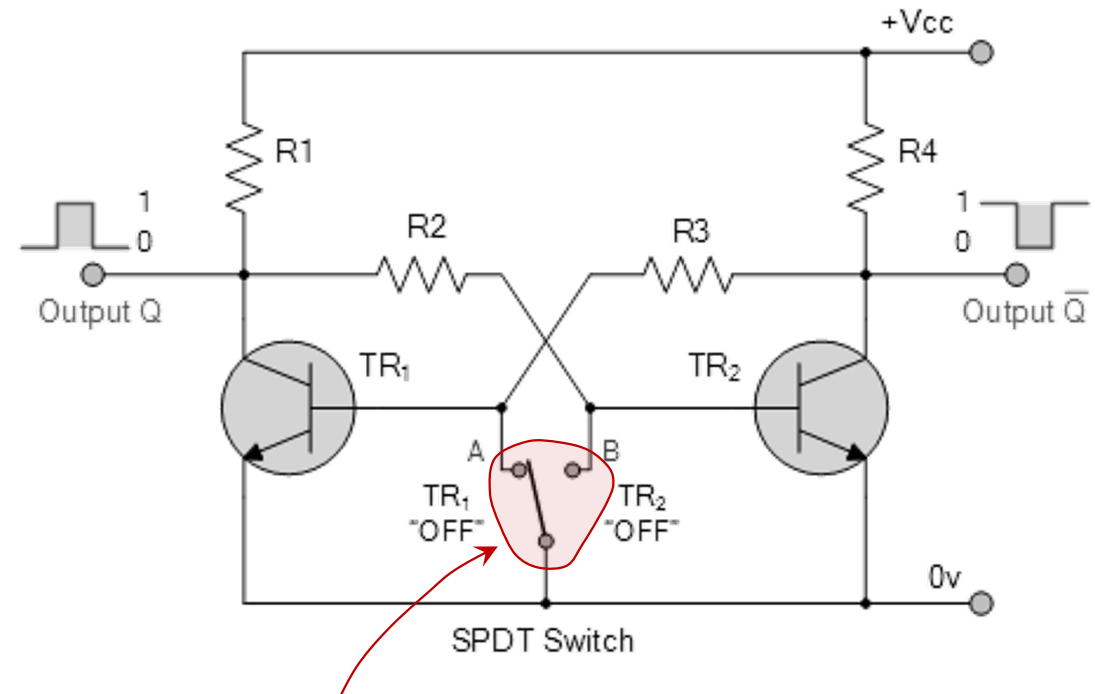 +Vcc
R1
R4
1
0
R2
R3
1
0
Output Q
Output Q̅
TR₁
TR₂
A
B
TR₁
"OFF"
TR₂
"OFF"
0v
SPDT Switch